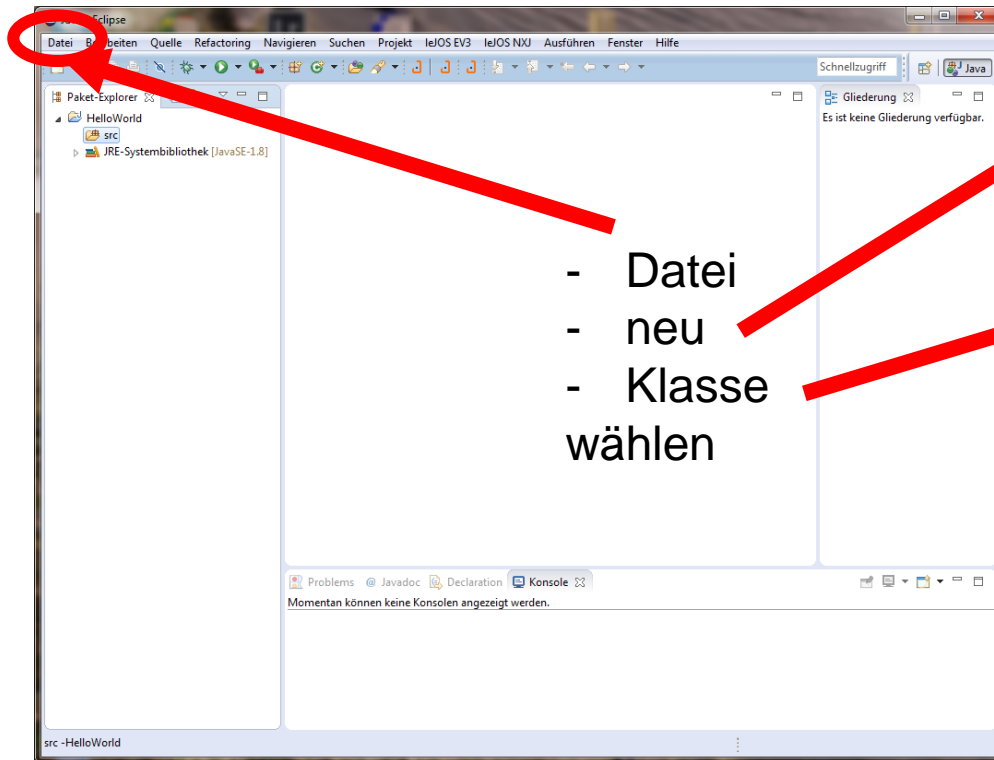 Eclipse
Datei Bearbeiten Quelle Refactoring Navigieren Suchen Projekt leJOS EV3 leJOS NXJ Ausführen Fenster Hilfe
Schnellzugriff Java
Paket-Explorer
Gliederung
HelloWorld
Es ist keine Gliederung verfügbar.
src
JRE-Systembibliothek [JavaSE-1.8]
- Datei
- neu
- Klasse
wählen
Problems @ Javadoc Declaration Konsole
Momentan können keine Konsolen angezeigt werden.
src -HelloWorld